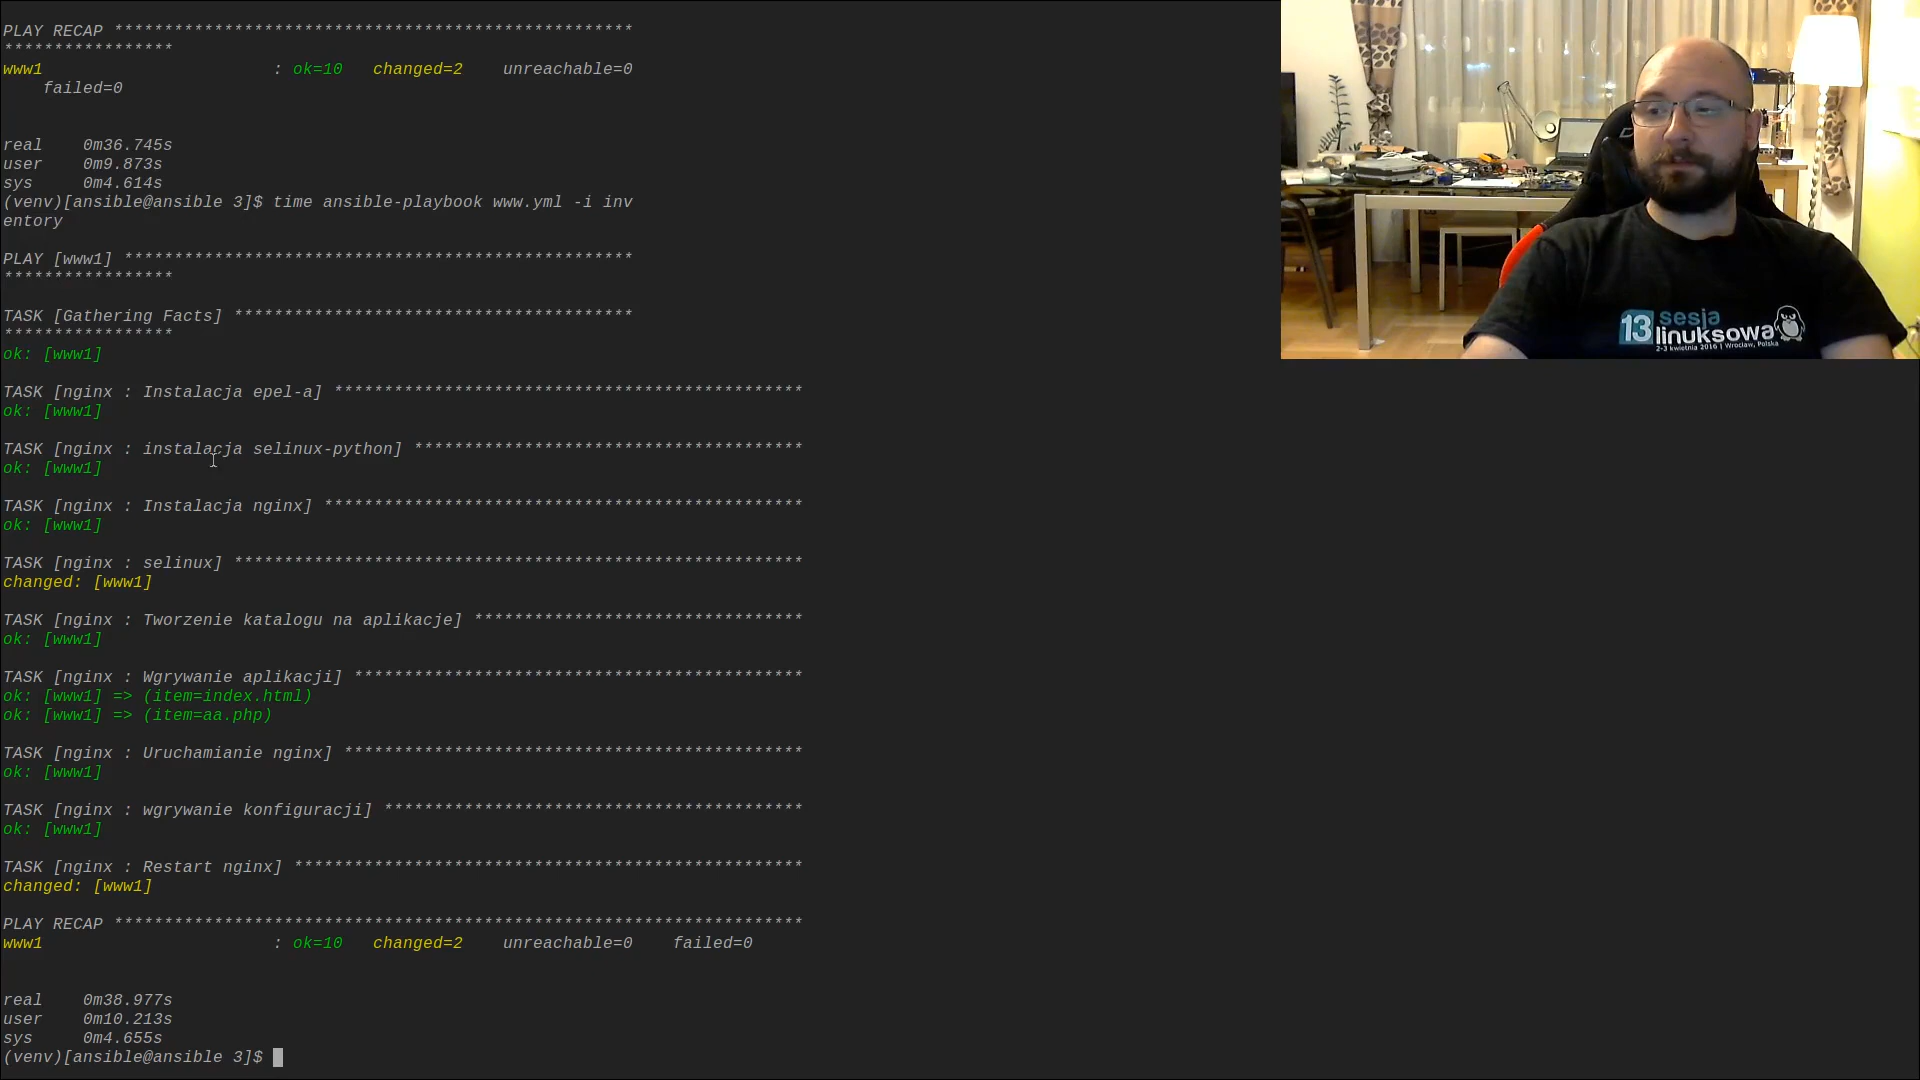 PLAY RECAP ****************************************************
*****************
www1                       : ok=10   changed=2    unreachable=0
    failed=0
real    0m36.745s
user    0m9.873s
sys     0m4.614s
(venv)[ansible@ansible 3]$ time ansible-playbook www.yml -i inv
entory
PLAY [www1] ***************************************************
*****************
TASK [Gathering Facts] ****************************************
*****************
ok: [www1]
TASK [nginx : Instalacja epel-a] ***********************************************
ok: [www1]
TASK [nginx : instalacja selinux-python] ***************************************
ok: [www1]
TASK [nginx : Instalacja nginx] ************************************************
ok: [www1]
TASK [nginx : selinux] *********************************************************
changed: [www1]
TASK [nginx : Tworzenie katalogu na aplikacje] *********************************
ok: [www1]
TASK [nginx : Wgrywanie aplikacji] *********************************************
ok: [www1] => (item=index.html)
ok: [www1] => (item=aa.php)
TASK [nginx : Uruchamianie nginx] **********************************************
ok: [www1]
TASK [nginx : wgrywanie konfiguracji] ******************************************
ok: [www1]
TASK [nginx : Restart nginx] ***************************************************
changed: [www1]
PLAY RECAP *********************************************************************
www1                       : ok=10   changed=2    unreachable=0    failed=0
real    0m38.977s
user    0m10.213s
sys     0m4.655s
(venv)[ansible@ansible 3]$
13 sesja
linuksowa
2-3 kwietnia 2016 | Wrocław, Polska